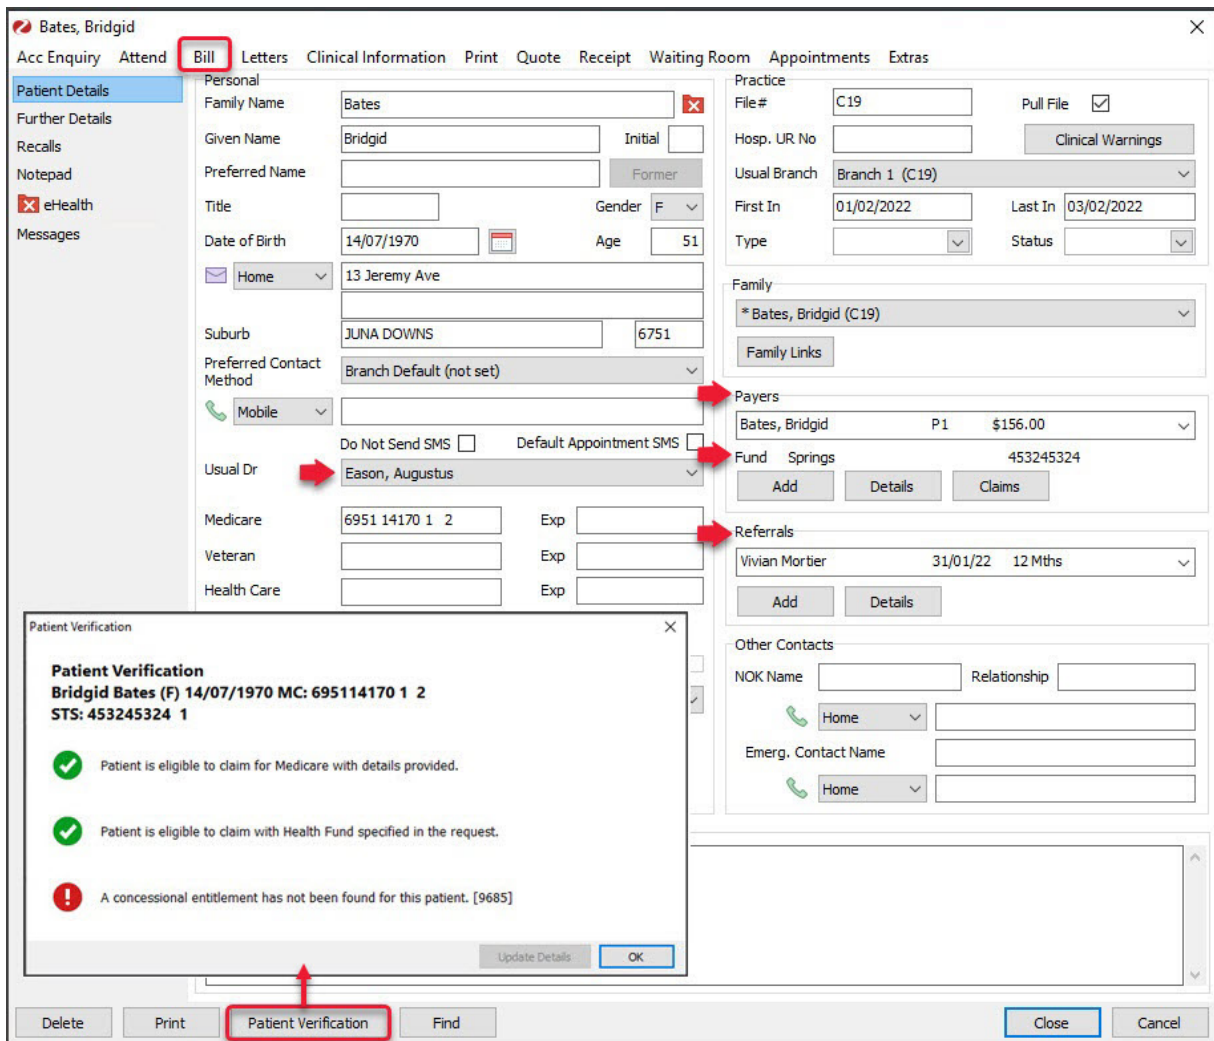 Bates, Bridgid
Acc Enquiry Attend Bill Letters Clinical Information Print Quote Receipt Waiting Room Appointments Extras
Patient Details
Further Details
Recalls
Notepad
eHealth
Messages
Personal
Family Name Bates
Given Name Bridgid Initial
Preferred Name Former
Title Gender F
Date of Birth 14/07/1970 Age 51
Home 13 Jeremy Ave
Suburb JUNA DOWNS 6751
Preferred Contact
Method Branch Default (not set)
Mobile
Do Not Send SMS Default Appointment SMS
Usual Dr Eason, Augustus
Medicare 6951 14170 1 2 Exp
Veteran Exp
Health Care Exp
Practice
File# C19 Pull File
Hosp. UR No Clinical Warnings
Usual Branch Branch 1 (C19)
First In 01/02/2022 Last In 03/02/2022
Type Status
Family
* Bates, Bridgid (C19)
Family Links
Payers
Bates, Bridgid P1 $156.00
Fund Springs 453245324
Add Details Claims
Referrals
Vivian Mortier 31/01/22 12 Mths
Add Details
Other Contacts
NOK Name Relationship
Home
Emerg. Contact Name
Home
Patient Verification
Patient Verification
Bridgid Bates (F) 14/07/1970 MC: 695114170 1 2
STS: 453245324 1
Patient is eligible to claim for Medicare with details provided.
Patient is eligible to claim with Health Fund specified in the request.
A concessional entitlement has not been found for this patient. [9685]
Update Details OK
Delete Print Patient Verification Find Close Cancel